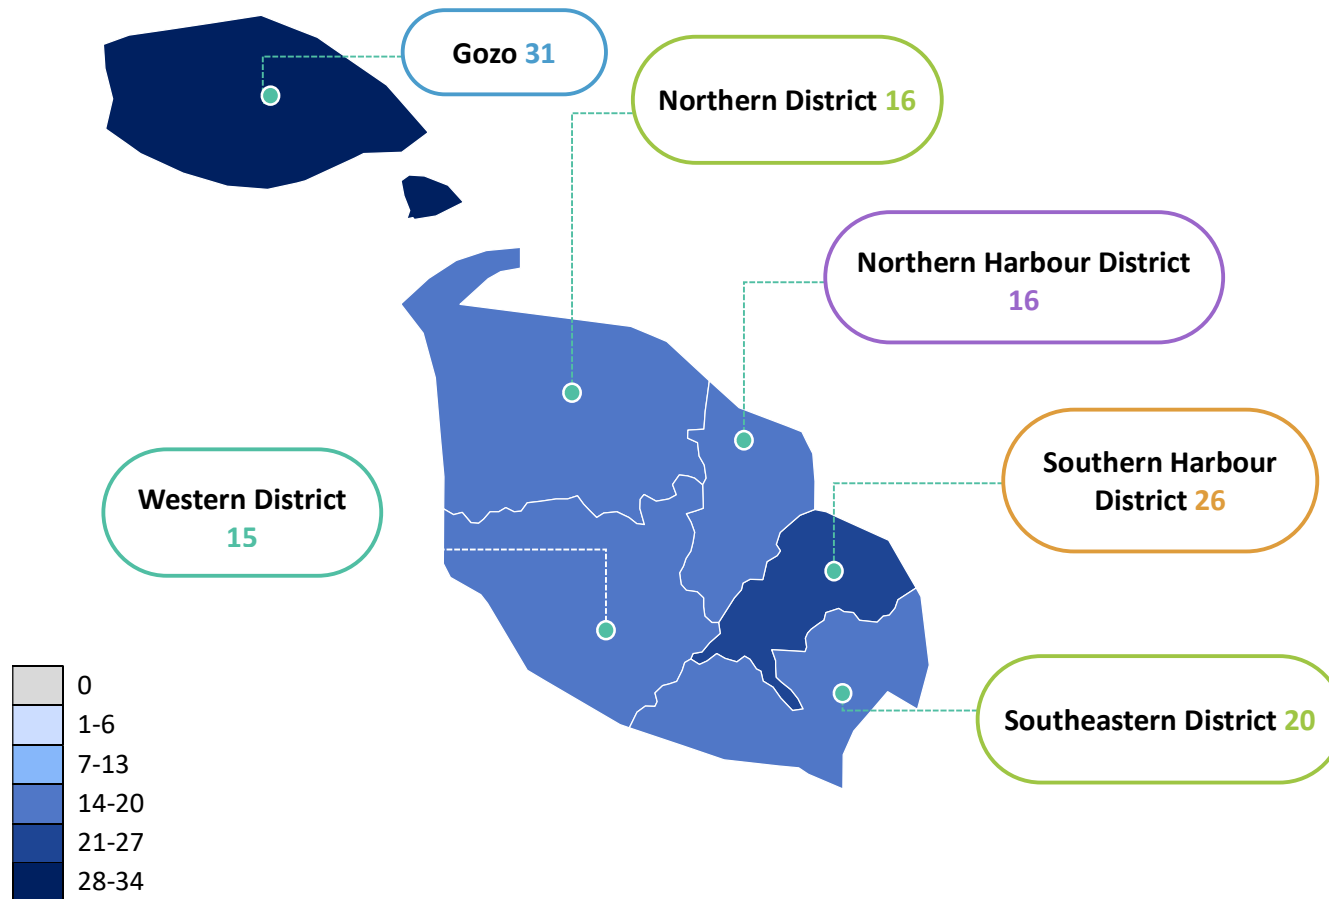 Gozo 31
Northern District 16
Northern Harbour District
16
Southern Harbour
District 26
Western District
15
Southeastern District 20
0
1-6
7-13
14-20
21-27
28-34